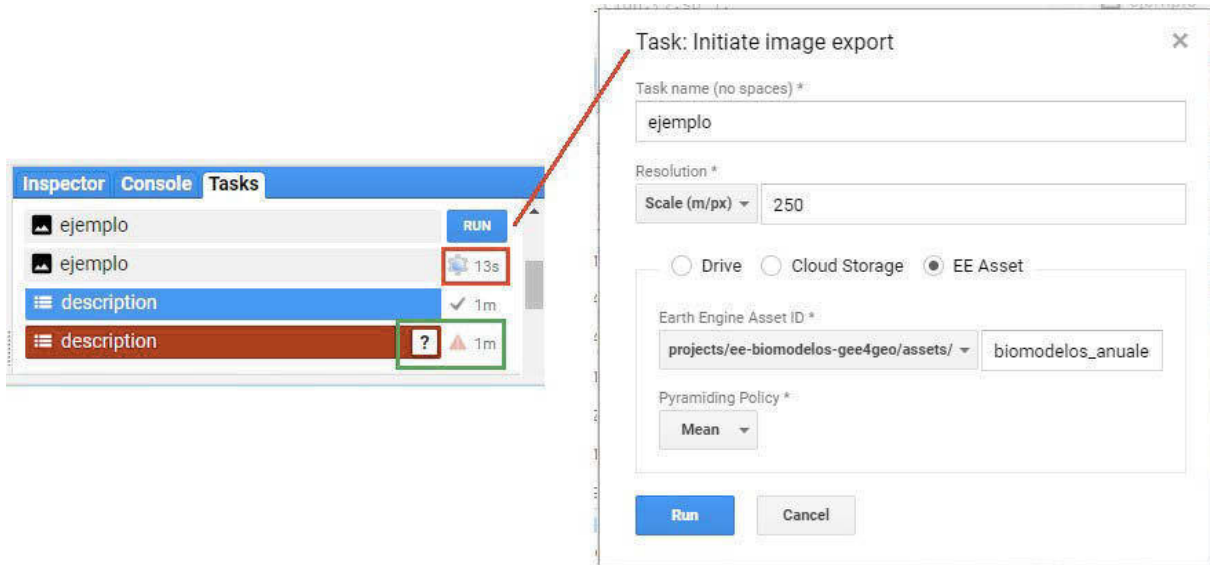 Inspector Console Tasks
ejemplo RUN
ejemplo 13s
description 1m
description ? 1m
Task: Initiate image export
Task name (no spaces) *
ejemplo
Resolution *
Scale (m/px) 250
Drive Cloud Storage EE Asset
Earth Engine Asset ID *
projects/ee-biomodelos-gee4geo/assets/ biomodelos_anuale
Pyramiding Policy *
Mean
Run Cancel